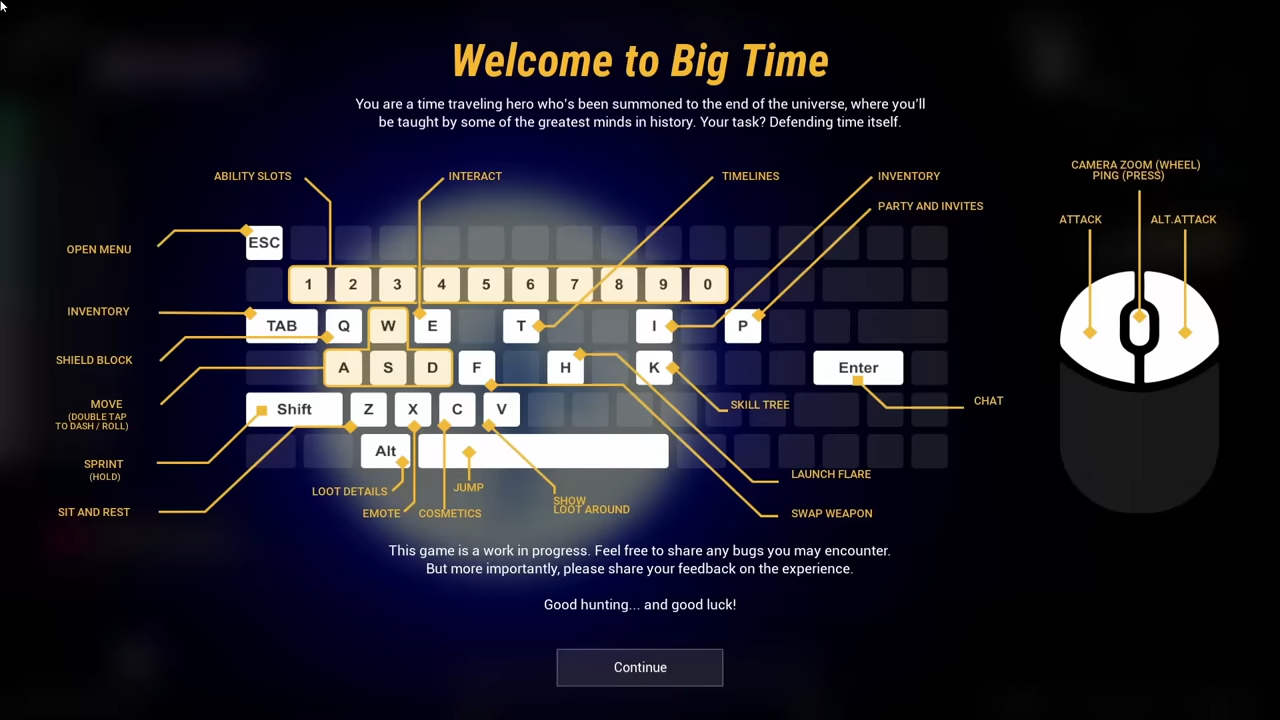 Welcome to Big Time
You are a time traveling hero who's been summoned to the end of the universe, where you'll
be taught by some of the greatest minds in history. Your task? Defending time itself.
ABILITY SLOTS
INTERACT
TIMELINES
INVENTORY
PARTY AND INVITES
CAMERA ZOOM (WHEEL)
PING (PRESS)
ATTACK
ALT.ATTACK
OPEN MENU
ESC
1 2 3 4 5 6 7 8 9 0
INVENTORY
TAB Q W E T I P
SHIELD BLOCK
A S D F H K Enter
MOVE
(DOUBLE TAP
TO DASH / ROLL)
SKILL TREE
CHAT
Shift Z X C V
SPRINT
(HOLD)
Alt
LAUNCH FLARE
LOOT DETAILS
JUMP
SHOW
LOOT AROUND
SIT AND REST
EMOTE
COSMETICS
SWAP WEAPON
This game is a work in progress. Feel free to share any bugs you may encounter.
But more importantly, please share your feedback on the experience.
Good hunting... and good luck!
Continue